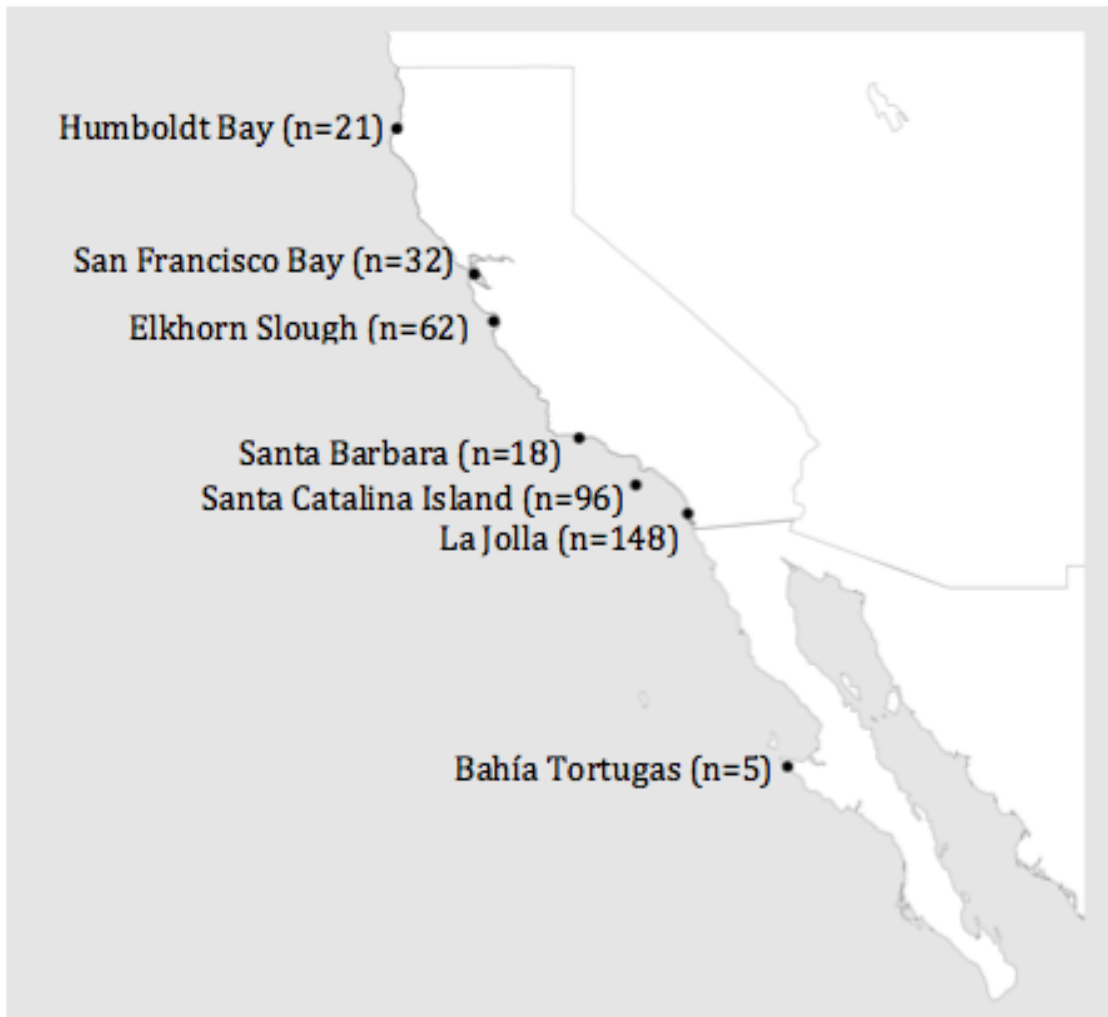 Humboldt Bay (n=21)
San Francisco Bay (n=32)
Elkhorn Slough (n=62)
Santa Barbara (n=18)
Santa Catalina Island (n=96)
La Jolla (n=148)
Bahía Tortugas (n=5)